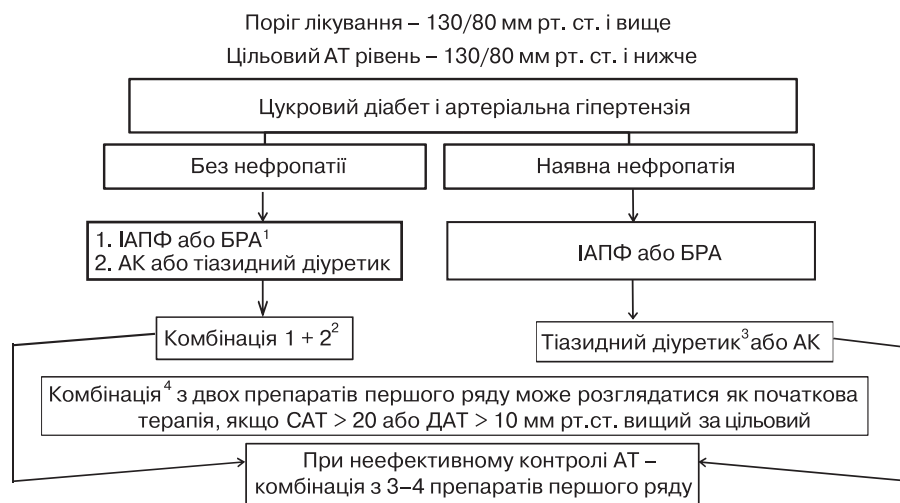 Поріг лікування – 130/80 мм рт. ст. і вище
Цільовий АТ рівень – 130/80 мм рт. ст. і нижче
Цукровий діабет і артеріальна гіпертензія
Без нефропатії
Наявна нефропатія
1. ІАПФ або БРА¹
2. АК або тіазидний діуретик
ІАПФ або БРА
Комбінація 1 + 2²
Тіазидний діуретик³ або АК
Комбінація⁴ з двох препаратів першого ряду може розглядатися як початкова
терапія, якщо САТ > 20 або ДАТ > 10 мм рт.ст. вищий за цільовий
При неефективному контролі АТ –
комбінація з 3–4 препаратів першого ряду